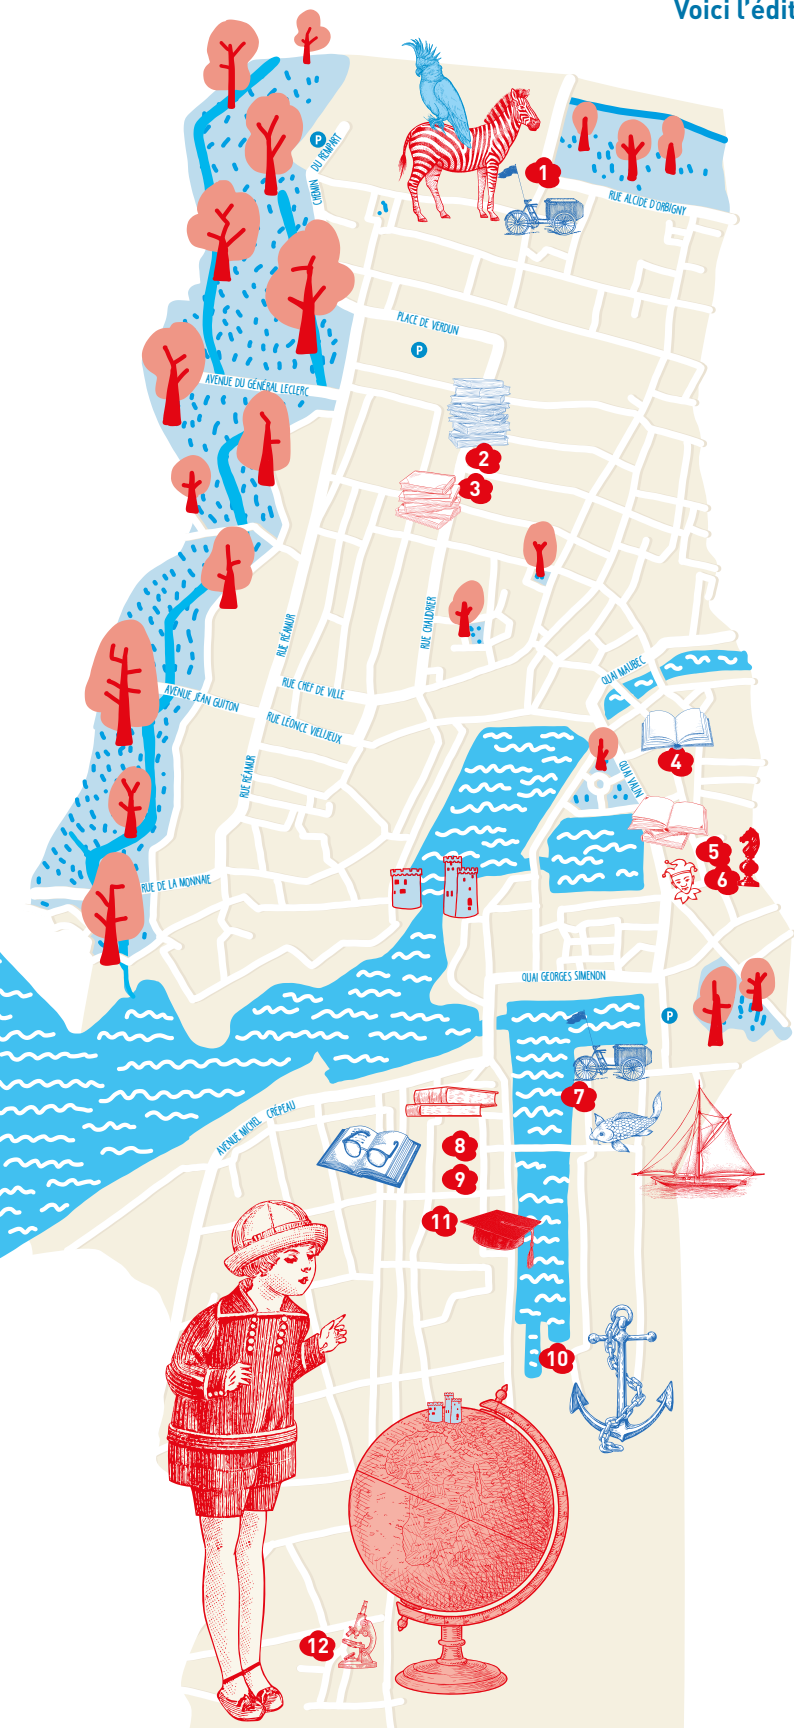 Voici l'édit
P
CHEMIN DU REMPART
1
RUE ALCIDE D'ORBIGNY
PLACE DE VERDUN
P
AVENUE DU GÉNÉRAL LECLERC
2
3
RUE RÉAMUR
RUE CHAUDRIER
QUAI MAUBEC
RUE CHEF DE VILLE
AVENUE JEAN GUITON
RUE LÉONCE VIELJEUX
4
RUE RÉAMUR
QUAI VALIN
5
6
RUE DE LA MONNAIE
QUAI GEORGES SIMENON
P
7
AVENUE MICHEL CRÉPEAU
8
9
11
10
12